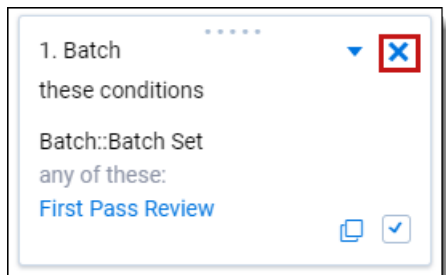 1. Batch
these conditions
Batch::Batch Set
any of these:
First Pass Review